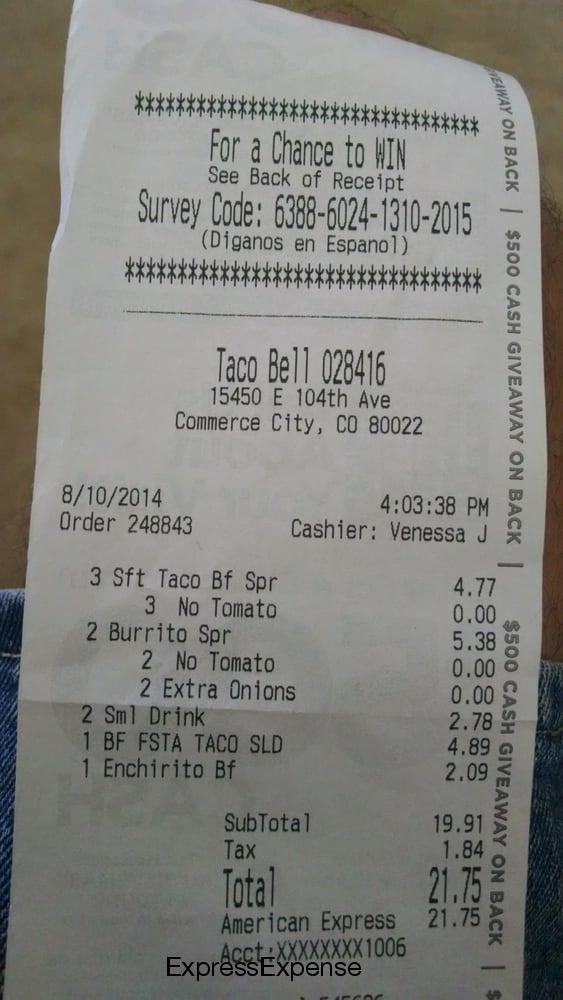 ***********************************
For a Chance to WIN
See Back of Receipt
Survey Code: 6388-6024-1310-2015
(Diganos en Espanol)
***********************************
Taco Bell 028416
15450 E 104th Ave
Commerce City, CO 80022
8/10/2014 4:03:38 PM
Order 248843 Cashier: Venessa J
3 Sft Taco Bf Spr 4.77
3 No Tomato 0.00
2 Burrito Spr 5.38
2 No Tomato 0.00
2 Extra Onions 0.00
2 Sml Drink 2.78
1 BF FSTA TACO SLD 4.89
1 Enchirito Bf 2.09
SubTotal 19.91
Tax 1.84
Total 21.75
American Express 21.75
Acct:XXXXXXXX1006
ExpressExpense
ON BACK | $500 CASH GIVEAWAY ON BACK | $500 CASH GIVEAWAY ON BACK |